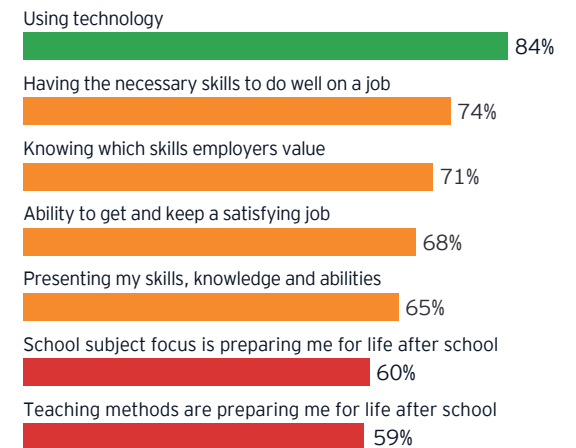 Using technology
84%
Having the necessary skills to do well on a job
74%
Knowing which skills employers value
71%
Ability to get and keep a satisfying job
68%
Presenting my skills, knowledge and abilities
65%
School subject focus is preparing me for life after school
60%
Teaching methods are preparing me for life after school
59%